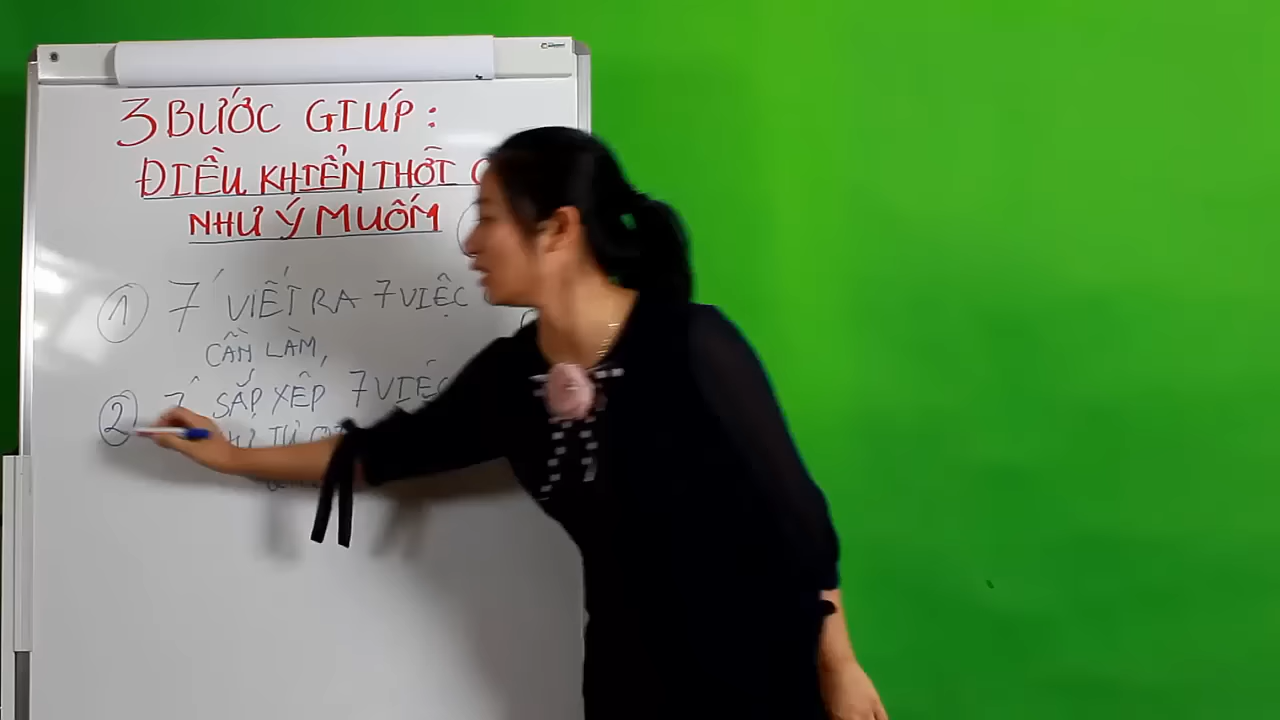 3 BƯỚC GIÚP:
ĐIỀU KHIỂN THỜI
NHƯ Ý MUỐM
1 7' VIẾT RA 7 VIỆC
CẦN LÀM,
2 SẮP XẾP 7 VIỆC